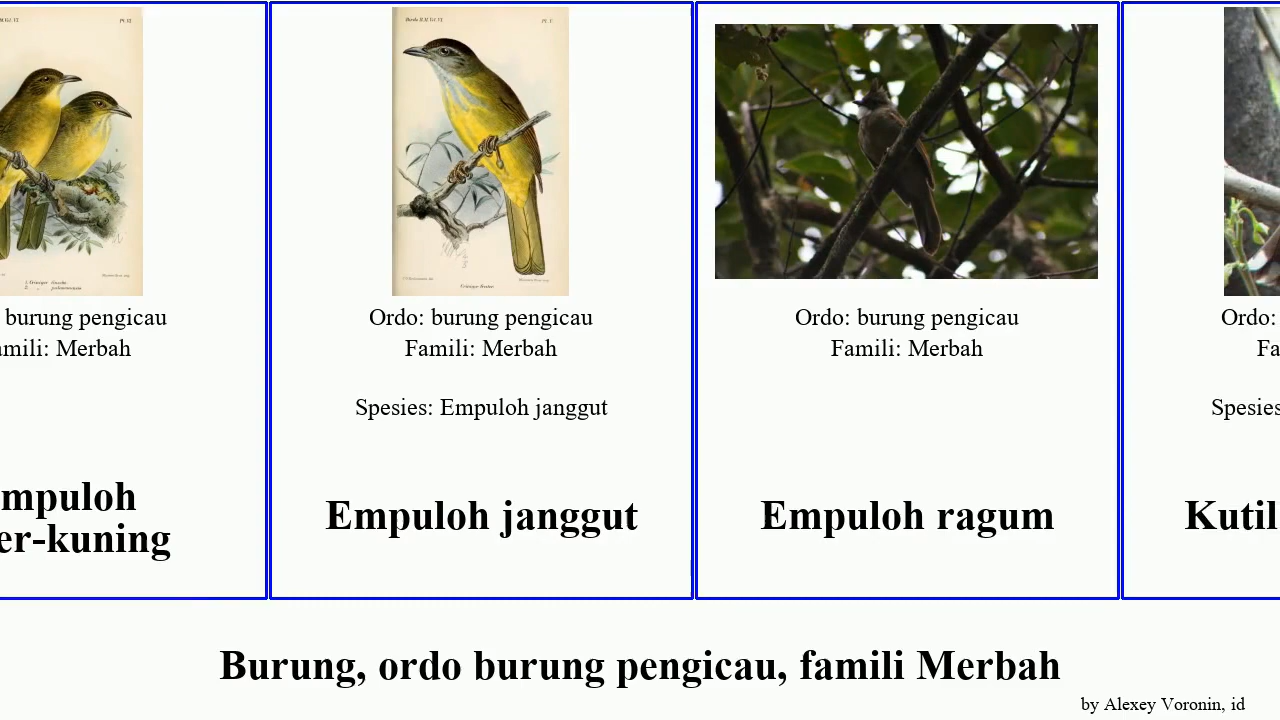 burung pengicau
amili: Merbah
mpuloh
er-kuning
Pl. V.
Ordo: burung pengicau
Famili: Merbah
Spesies: Empuloh janggut
Empuloh janggut
Ordo: burung pengicau
Famili: Merbah
Empuloh ragum
Ordo:
Fa
Spesies
Kutil
Burung, ordo burung pengicau, famili Merbah
by Alexey Voronin, id